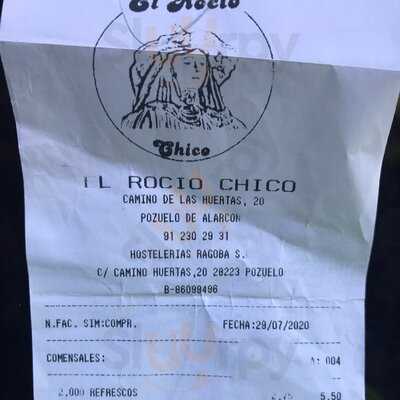 El Rocio
Chico
EL ROCIO CHICO
CAMINO DE LAS HUERTAS, 20
POZUELO DE ALARCON
91 230 29 31
HOSTELERIAS RAGOBA S.
C/ CAMINO HUERTAS,20 28223 POZUELO
B-86099496
N.FAC. SIM:COMPR. FECHA:29/07/2020
COMENSALES: 004
2,000 REFRESCOS 5,50